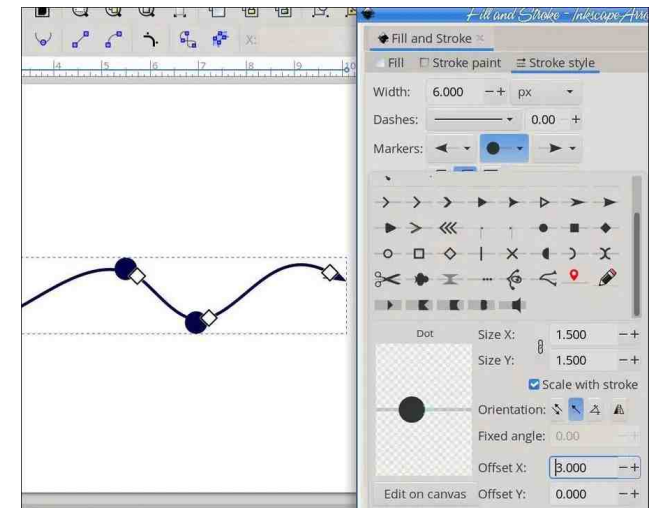 Fill and Stroke - Inkscape Arro
Fill and Stroke
X:
Fill Stroke paint Stroke style
4 5 6 7 8 9 10
Width: 6.000 px
Dashes: 0.00
Markers:
Dot
Size X: 1.500
Size Y: 1.500
Scale with stroke
Orientation:
Fixed angle: 0.00
Offset X: 3.000
Edit on canvas Offset Y: 0.000